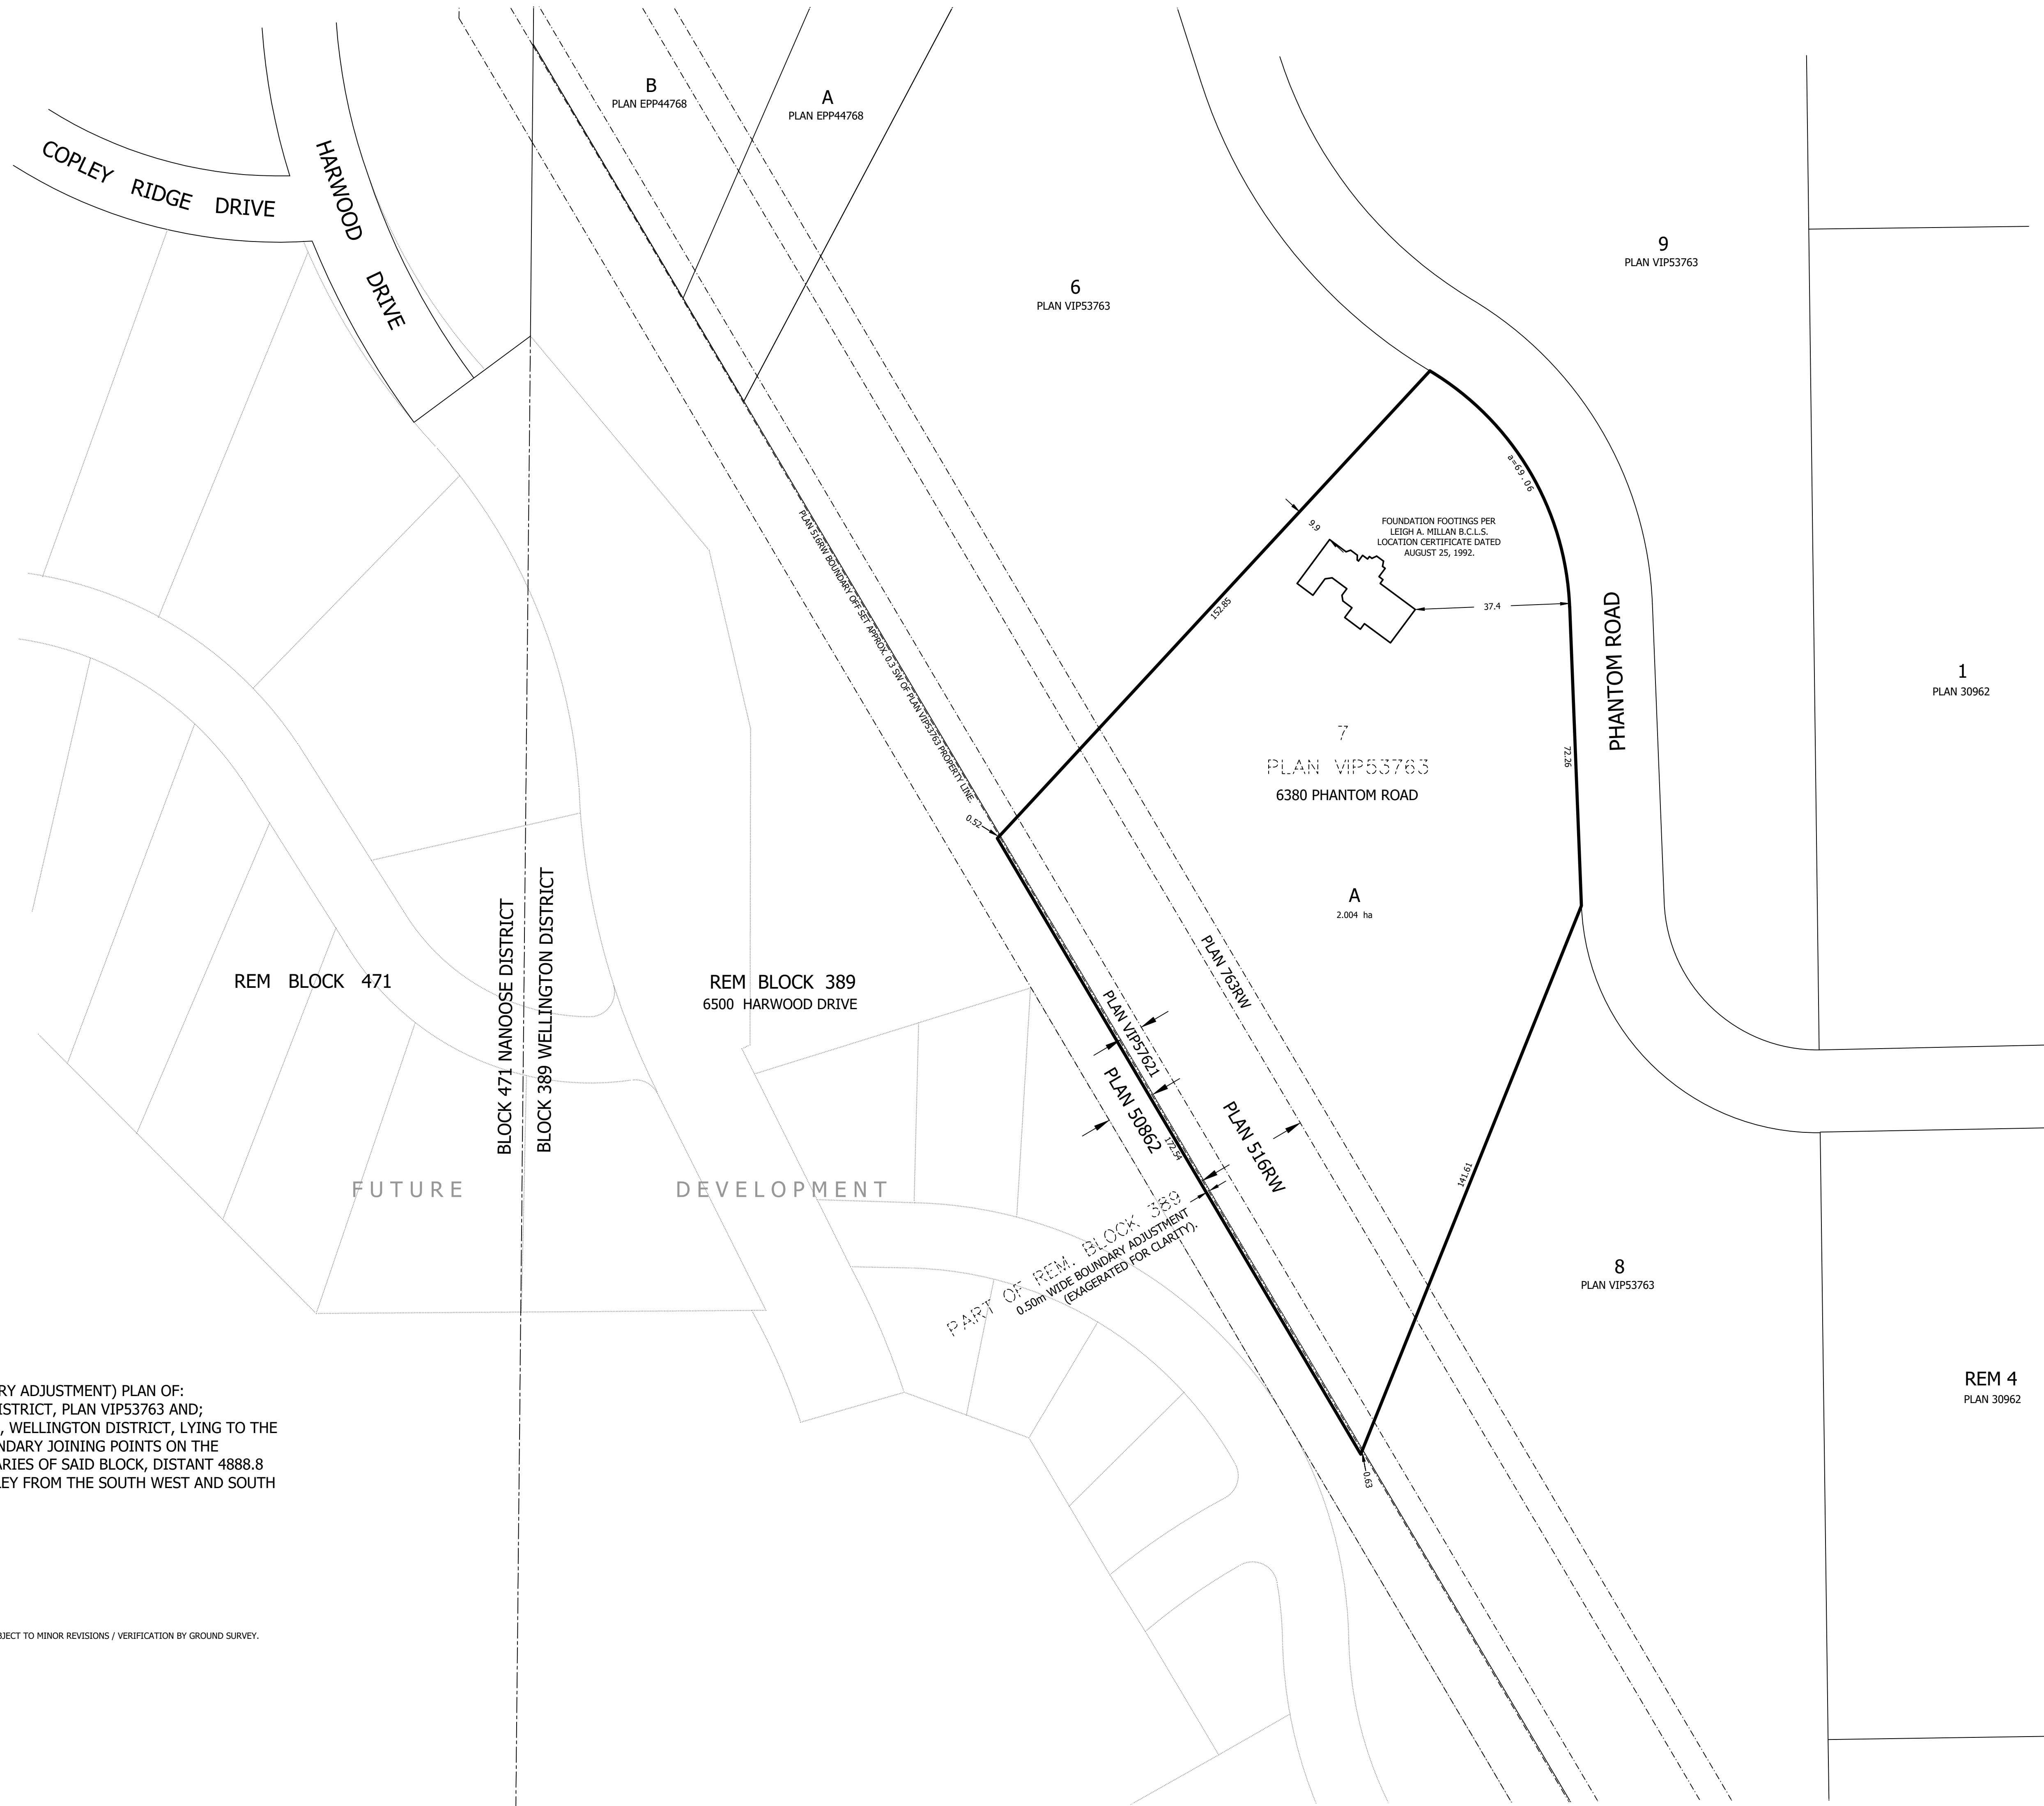 B
PLAN EPP44768
A
PLAN EPP44768
COPLEY RIDGE DRIVE
HARWOOD DRIVE
9
PLAN VIP53763
6
PLAN VIP53763
a=69.06
9.9
FOUNDATION FOOTINGS PER
LEIGH A. MILLAN B.C.L.S.
LOCATION CERTIFICATE DATED
AUGUST 25, 1992.
37.4
152.85
PLAN 516RW BOUNDARY OFF SET APPROX. 0.3 SW OF PLAN VIP53763 PROPERTY LINE.
PHANTOM ROAD
1
PLAN 30962
7
PLAN VIP53763
6380 PHANTOM ROAD
72.26
0.52
A
2.004 ha
REM BLOCK 471
BLOCK 471 NANOOSE DISTRICT
BLOCK 389 WELLINGTON DISTRICT
REM BLOCK 389
6500 HARWOOD DRIVE
PLAN 763RW
PLAN VIP57621
PLAN 50862
172.54
PLAN 516RW
141.61
FUTURE DEVELOPMENT
PART OF REM. BLOCK 389
0.50m WIDE BOUNDARY ADJUSTMENT
(EXAGERATED FOR CLARITY).
8
PLAN VIP53763
REM 4
PLAN 30962
0.63
RY ADJUSTMENT) PLAN OF:
ISTRICT, PLAN VIP53763 AND;
, WELLINGTON DISTRICT, LYING TO THE
NDARY JOINING POINTS ON THE
ARIES OF SAID BLOCK, DISTANT 4888.8
LEY FROM THE SOUTH WEST AND SOUTH
BJECT TO MINOR REVISIONS / VERIFICATION BY GROUND SURVEY.